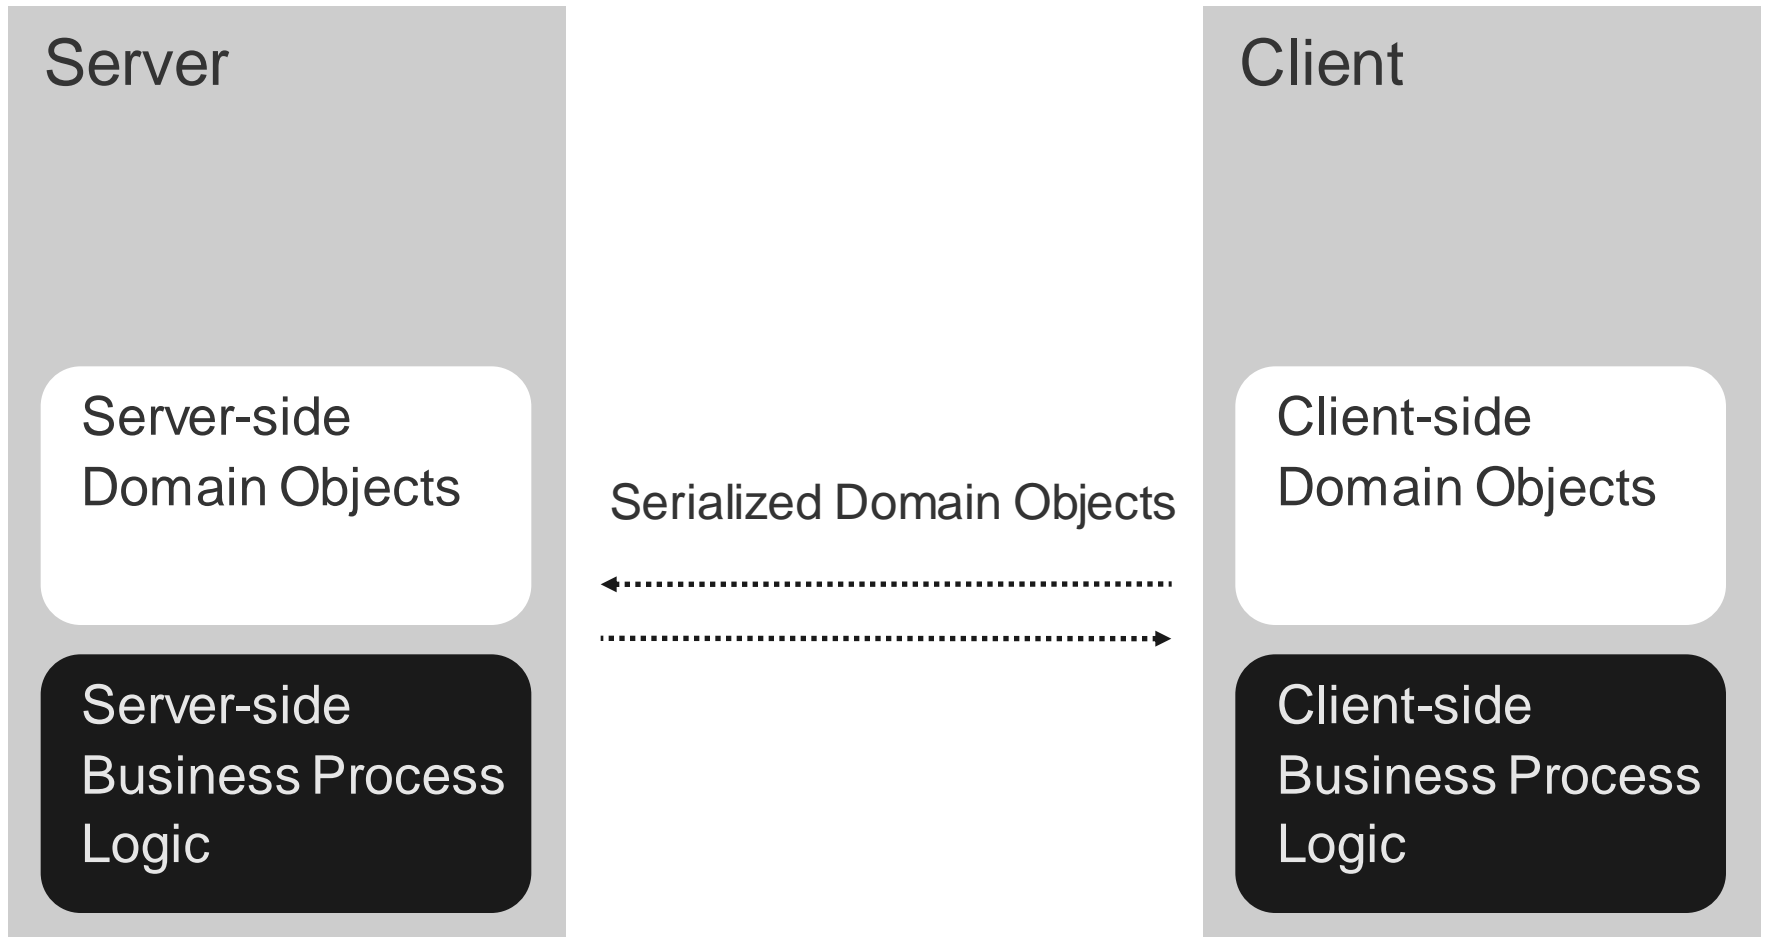 Server
Server-side
Domain Objects
Server-side
Business Process
Logic
Serialized Domain Objects
Client
Client-side
Domain Objects
Client-side
Business Process
Logic